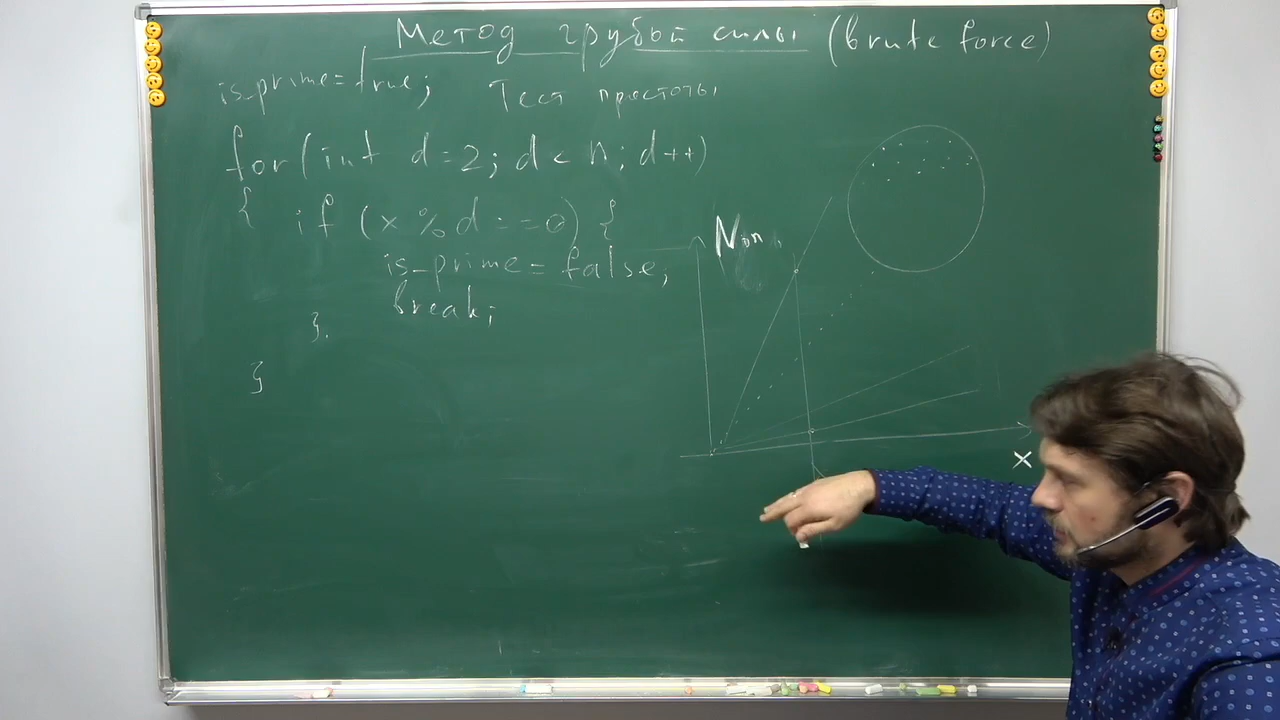 Метод грубой силы (brute force)
is_prime=true; Тест простоты
for(int d=2; d<n; d++)
{ if (x%d==0) {
is_prime=false;
break;
}.
}
Nоп.
x